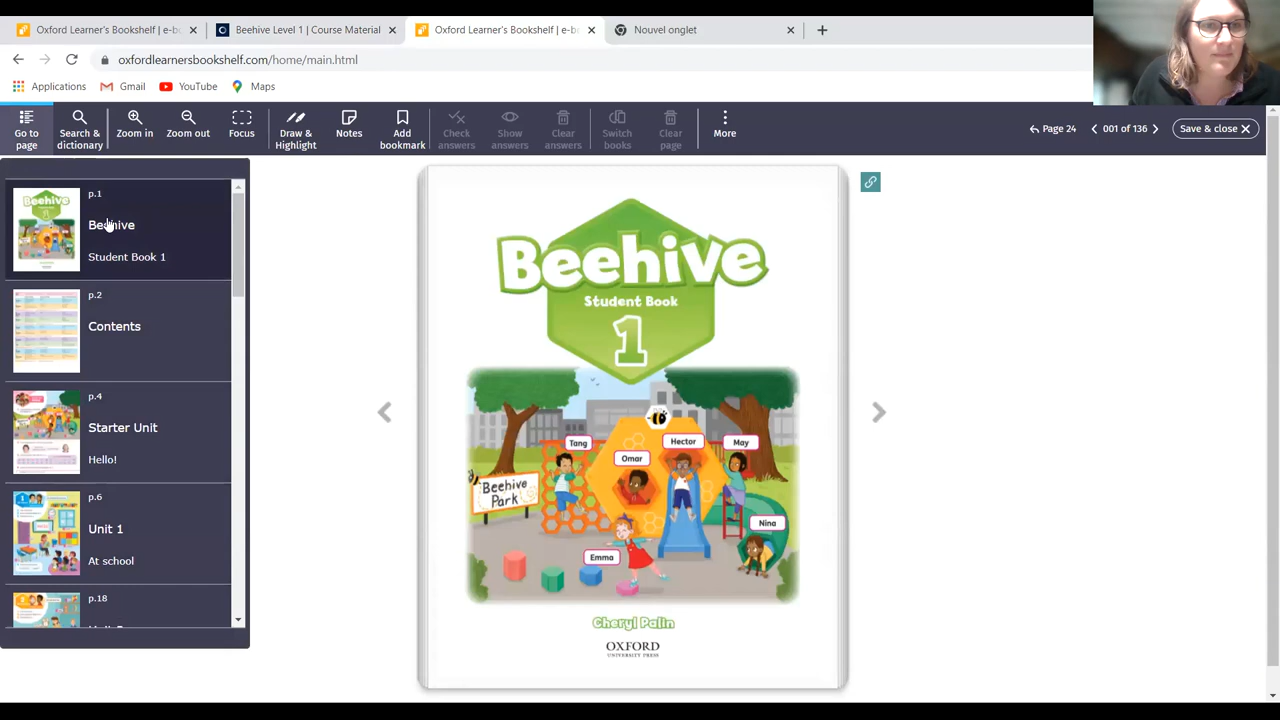 Oxford Learner's Bookshelf | e-b
Beehive Level 1 | Course Material
Oxford Learner's Bookshelf | e-b
Nouvel onglet
oxfordlearnersbookshelf.com/home/main.html
Applications
Gmail
YouTube
Maps
Go to page
Search & dictionary
Zoom in
Zoom out
Focus
Draw & Highlight
Notes
Add bookmark
Check answers
Show answers
Clear answers
Switch books
Clear page
More
Page 24
001 of 136
Save & close
p.1
Beehive
Student Book 1
p.2
Contents
p.4
Starter Unit
Hello!
p.6
Unit 1
At school
p.18
Beehive
Student Book
1
Tang
Omar
Hector
May
Beehive
Park
Nina
Emma
Cheryl Palin
OXFORD
UNIVERSITY PRESS